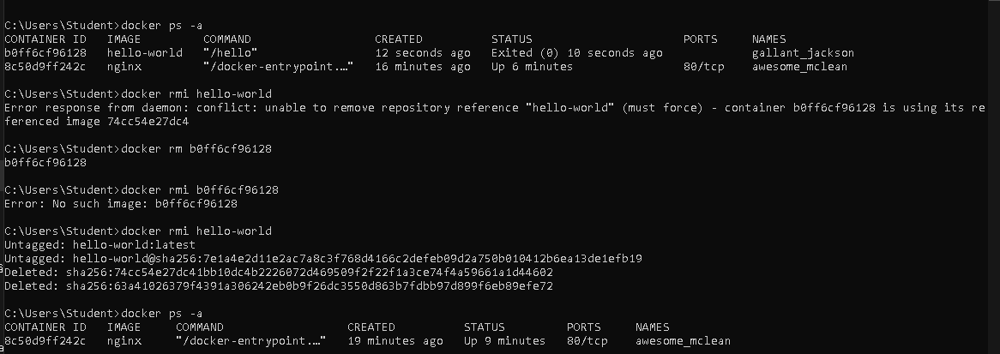 C:\Users\Student>docker ps -a
CONTAINER ID   IMAGE         COMMAND                  CREATED          STATUS                      PORTS     NAMES
b0ff6cf96128   hello-world   "/hello"                 12 seconds ago   Exited (0) 10 seconds ago             gallant_jackson
8c50d9ff242c   nginx         "/docker-entrypoint.…"   16 minutes ago   Up 6 minutes                80/tcp    awesome_mclean
C:\Users\Student>docker rmi hello-world
Error response from daemon: conflict: unable to remove repository reference "hello-world" (must force) - container b0ff6cf96128 is using its re
ferenced image 74cc54e27dc4
C:\Users\Student>docker rm b0ff6cf96128
b0ff6cf96128
C:\Users\Student>docker rmi b0ff6cf96128
Error: No such image: b0ff6cf96128
C:\Users\Student>docker rmi hello-world
Untagged: hello-world:latest
Untagged: hello-world@sha256:7e1a4e2d11e2ac7a8c3f768d4166c2defeb09d2a750b010412b6ea13de1efb19
Deleted: sha256:74cc54e27dc41bb10dc4b2226072d469509f2f22f1a3ce74f4a59661a1d44602
Deleted: sha256:63a41026379f4391a306242eb0b9f26dc3550d863b7fdbb97d899f6eb89efe72
C:\Users\Student>docker ps -a
CONTAINER ID   IMAGE     COMMAND                  CREATED          STATUS         PORTS     NAMES
8c50d9ff242c   nginx     "/docker-entrypoint.…"   19 minutes ago   Up 9 minutes   80/tcp    awesome_mclean